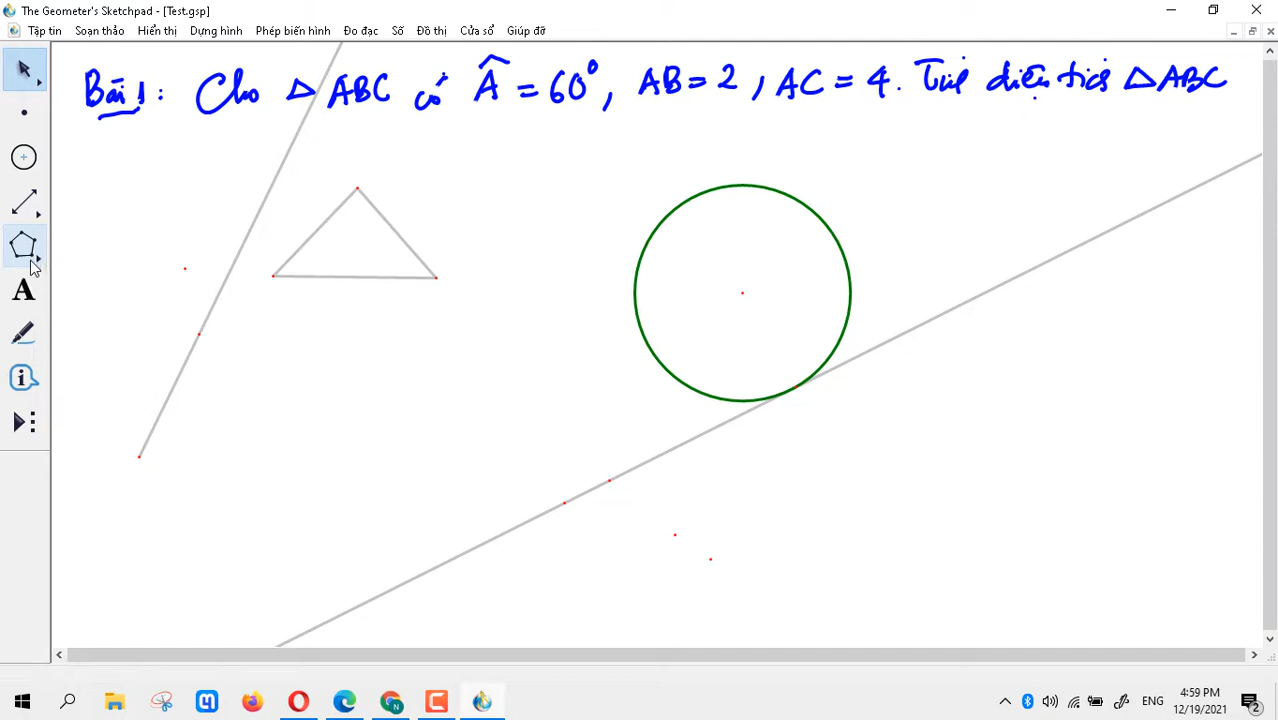 The Geometer's Sketchpad - [Test.gsp]
Tập tin Soạn thảo Hiển thị Dựng hình Phép biến hình Đo đạc Số Đồ thị Cửa sổ Giúp đỡ
Bài 1: Cho △ABC có Â = 60°, AB = 2, AC = 4. Tính diện tích △ABC
A
ENG
4:59 PM
12/19/2021
2